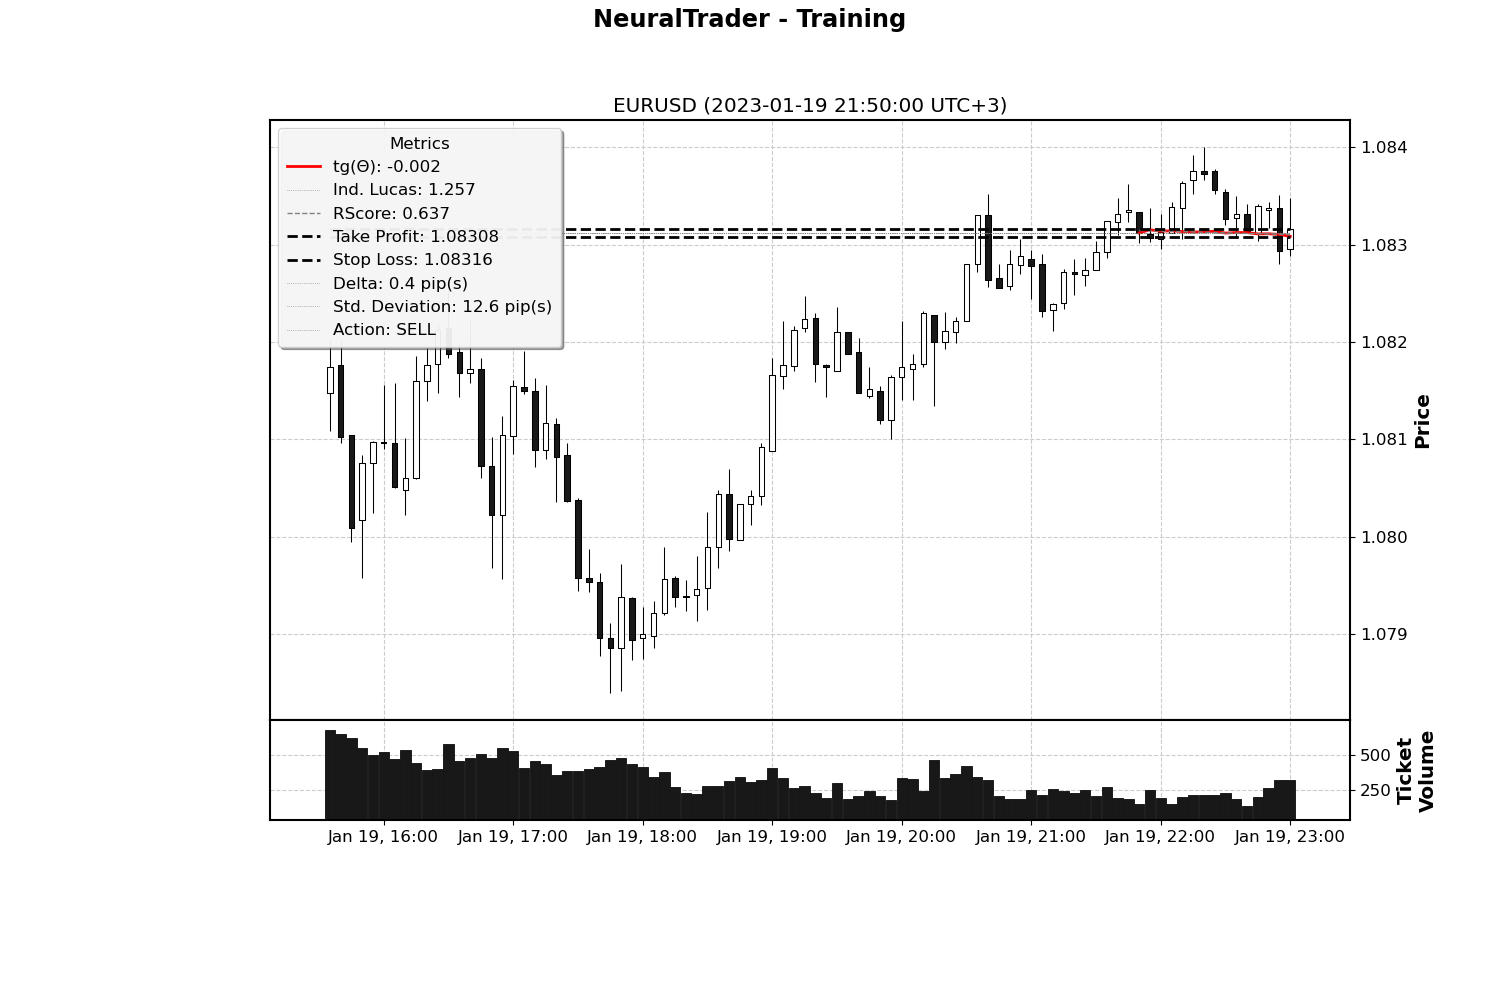 NeuralTrader - Training
EURUSD (2023-01-19 21:50:00 UTC+3)
Metrics
tg(Θ): -0.002
Ind. Lucas: 1.257
RScore: 0.637
Take Profit: 1.08308
Stop Loss: 1.08316
Delta: 0.4 pip(s)
Std. Deviation: 12.6 pip(s)
Action: SELL
1.084
1.083
1.082
1.081
1.080
1.079
Price
500
250
Ticket
Volume
Jan 19, 16:00
Jan 19, 17:00
Jan 19, 18:00
Jan 19, 19:00
Jan 19, 20:00
Jan 19, 21:00
Jan 19, 22:00
Jan 19, 23:00